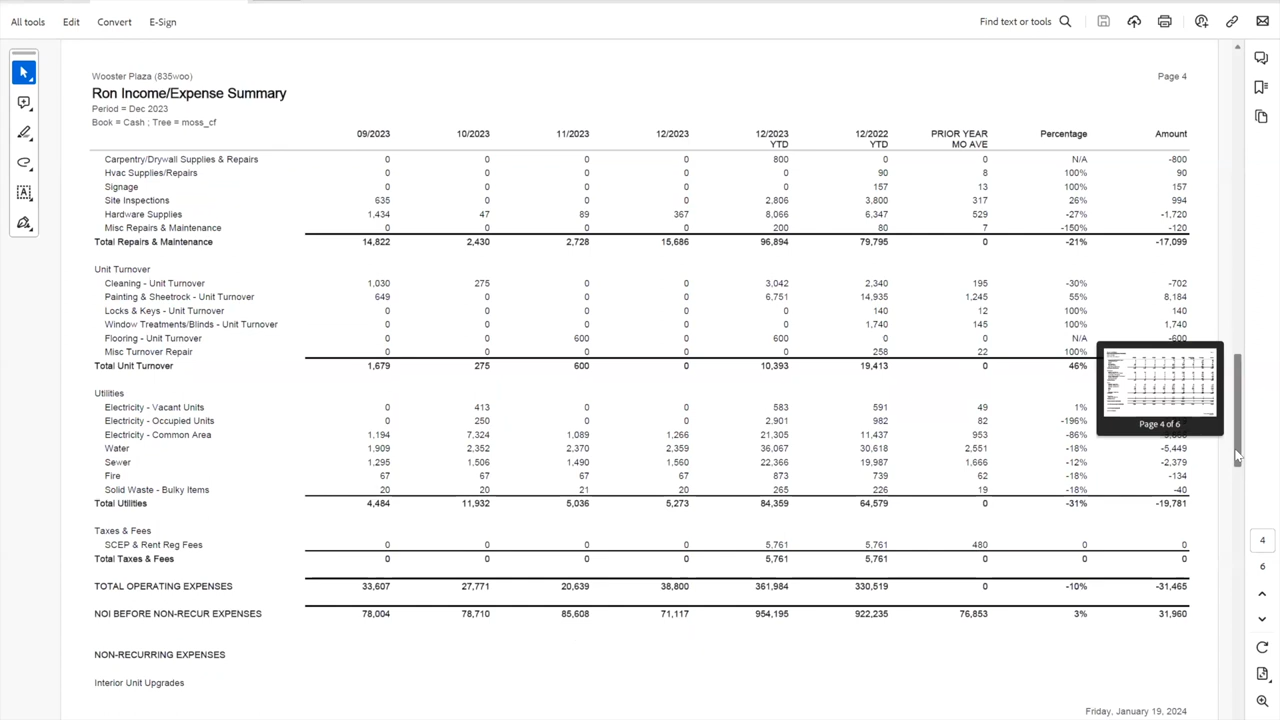 All tools Edit Convert E-Sign Find text or tools
Wooster Plaza (835woo) Page 4
Ron Income/Expense Summary
Period = Dec 2023
Book = Cash ; Tree = moss_cf
09/2023 10/2023 11/2023 12/2023 12/2023 12/2022 PRIOR YEAR Percentage Amount
YTD YTD MO AVE
Carpentry/Drywall Supplies & Repairs 0 0 0 0 800 0 0 N/A -800
Hvac Supplies/Repairs 0 0 0 0 0 90 8 100% 90
Signage 0 0 0 0 0 157 13 100% 157
Site Inspections 635 0 0 0 2,806 3,800 317 26% 994
Hardware Supplies 1,434 47 89 367 8,066 6,347 529 -27% -1,720
Misc Repairs & Maintenance 0 0 0 0 200 80 7 -150% -120
Total Repairs & Maintenance 14,822 2,430 2,728 15,686 96,894 79,795 0 -21% -17,099
Unit Turnover
Cleaning - Unit Turnover 1,030 275 0 0 3,042 2,340 195 -30% -702
Painting & Sheetrock - Unit Turnover 649 0 0 0 6,751 14,935 1,245 55% 8,184
Locks & Keys - Unit Turnover 0 0 0 0 0 140 12 100% 140
Window Treatments/Blinds - Unit Turnover 0 0 0 0 0 1,740 145 100% 1,740
Flooring - Unit Turnover 0 0 600 0 600 0 0 N/A -600
Misc Turnover Repair 0 0 0 0 0 258 22 100%
Total Unit Turnover 1,679 275 600 0 10,393 19,413 0 46%
Utilities
Electricity - Vacant Units 0 413 0 0 583 591 49 1%
Electricity - Occupied Units 0 250 0 0 2,901 982 82 -196%
Electricity - Common Area 1,194 7,324 1,089 1,266 21,305 11,437 953 -86%
Water 1,909 2,352 2,370 2,359 36,067 30,618 2,551 -18% -5,449
Sewer 1,295 1,506 1,490 1,560 22,366 19,987 1,666 -12% -2,379
Fire 67 67 67 67 873 739 62 -18% -134
Solid Waste - Bulky Items 20 20 21 20 265 226 19 -18% -40
Total Utilities 4,484 11,932 5,036 5,273 84,359 64,579 0 -31% -19,781
Taxes & Fees
SCEP & Rent Reg Fees 0 0 0 0 5,761 5,761 480 0 0
Total Taxes & Fees 0 0 0 0 5,761 5,761 0 0 0
TOTAL OPERATING EXPENSES 33,607 27,771 20,639 38,800 361,984 330,519 0 -10% -31,465
NOI BEFORE NON-RECUR EXPENSES 78,004 78,710 85,608 71,117 954,195 922,235 76,853 3% 31,960
NON-RECURRING EXPENSES
Interior Unit Upgrades
Friday, January 19, 2024
Page 4 of 6
4
6